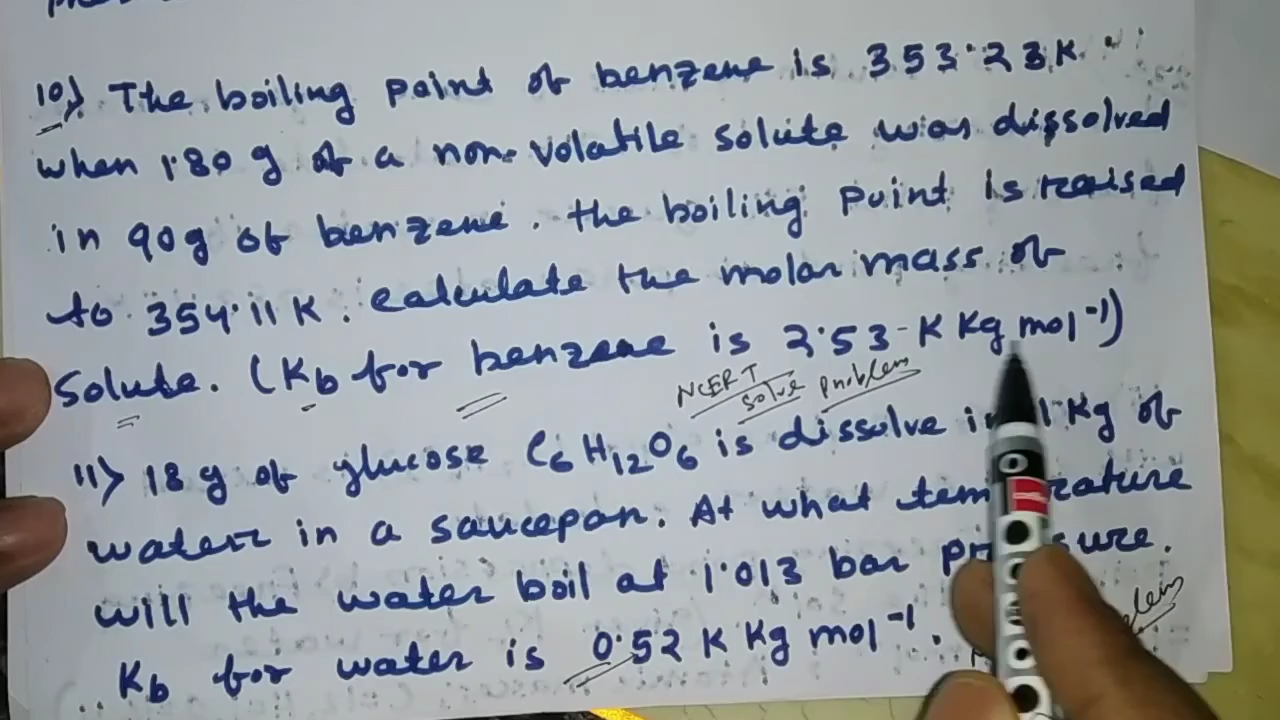 10) The boiling point of benzene is 353.23 K.
when 1.80 g of a non-volatile solute was dissolved
in 90g of benzene. the boiling point is raised
to 354.11 K. calculate the molar mass of
solute. (Kb for benzene is 2.53 K Kg mol⁻¹)
NCERT
solve problem
11) 18 g of glucose C₆H₁₂O₆ is dissolve in 1 Kg of
water in a saucepan. At what temperature
will the water boil at 1.013 bar pressure.
Kb for water is 0.52 K Kg mol⁻¹.